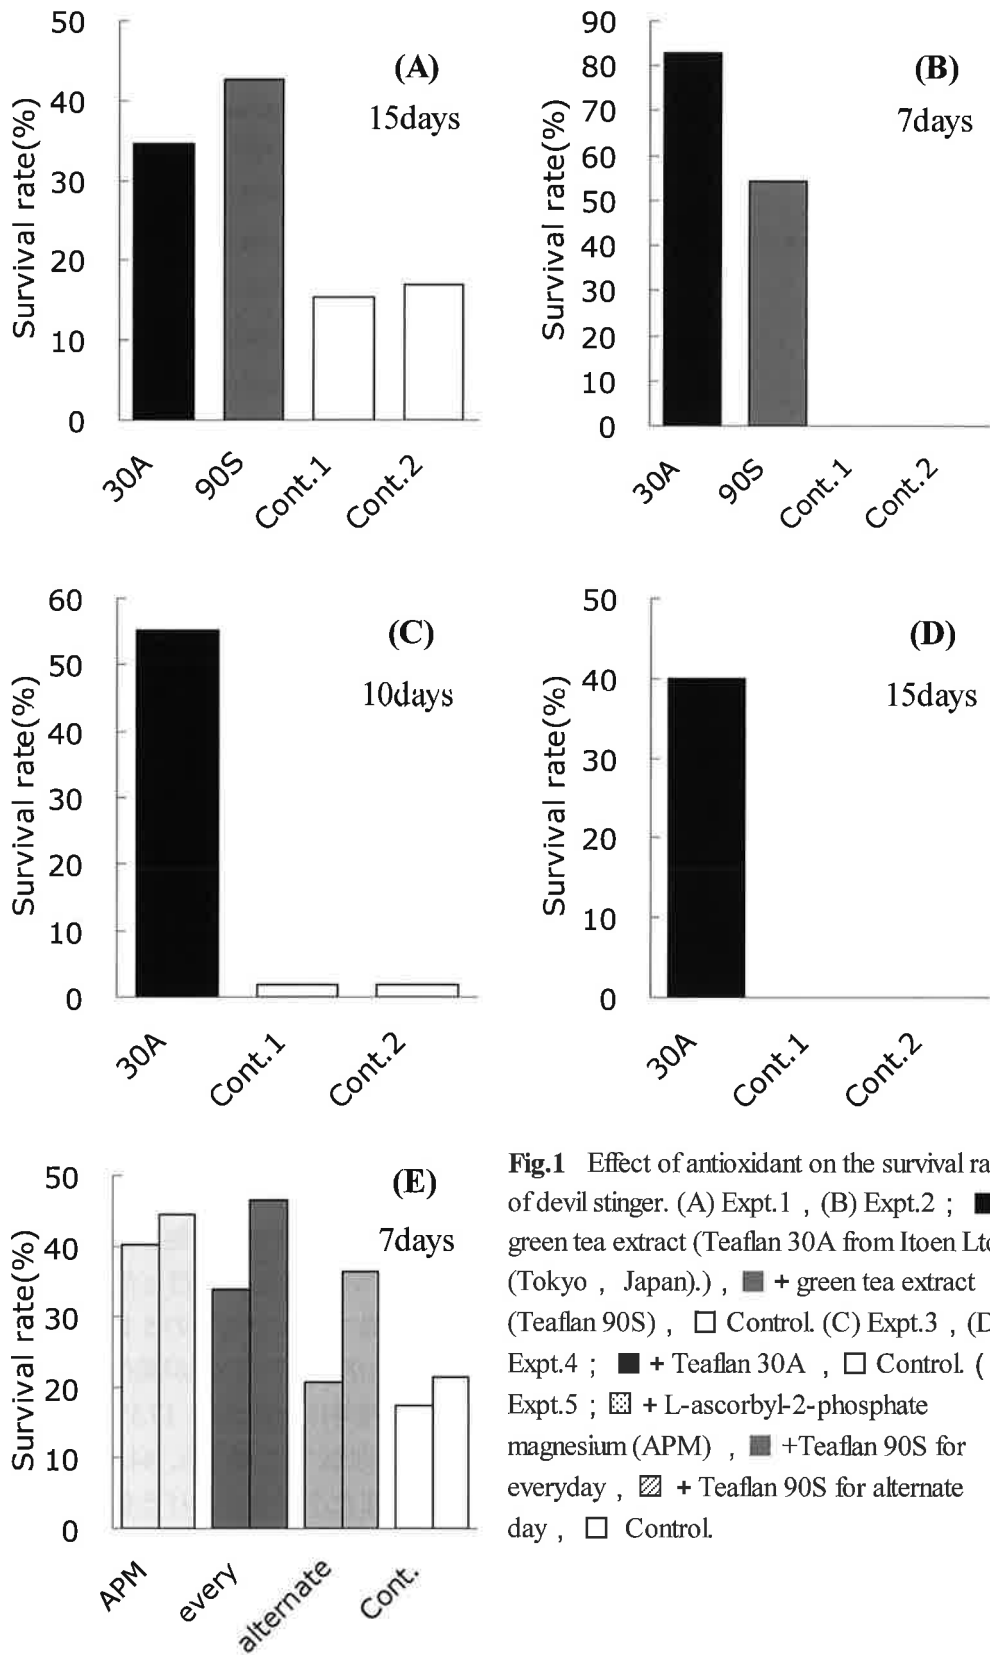 50
40
30
20
10
0
Survival rate(%)
(A)
15days
30A
90S
Cont.1
Cont.2
90
80
70
60
50
40
30
20
10
0
Survival rate(%)
(B)
7days
30A
90S
Cont.1
Cont.2
60
50
40
30
20
10
0
Survival rate(%)
(C)
10days
30A
Cont.1
Cont.2
50
40
30
20
10
0
Survival rate(%)
(D)
15days
30A
Cont.1
Cont.2
50
40
30
20
10
0
Survival rate(%)
(E)
7days
APM
every
alternate
Cont.
Fig.1 Effect of antioxidant on the survival ra
of devil stinger. (A) Expt.1 , (B) Expt.2 ; ■
green tea extract (Teaflan 30A from Itoen Ltd
(Tokyo , Japan).) , ■ + green tea extract
(Teaflan 90S) , □ Control. (C) Expt.3 , (D
Expt.4 ; ■ + Teaflan 30A , □ Control. (
Expt.5 ; ▩ + L-ascorbyl-2-phosphate
magnesium (APM) , ■ +Teaflan 90S for
everyday , ▨ + Teaflan 90S for alternate
day , □ Control.